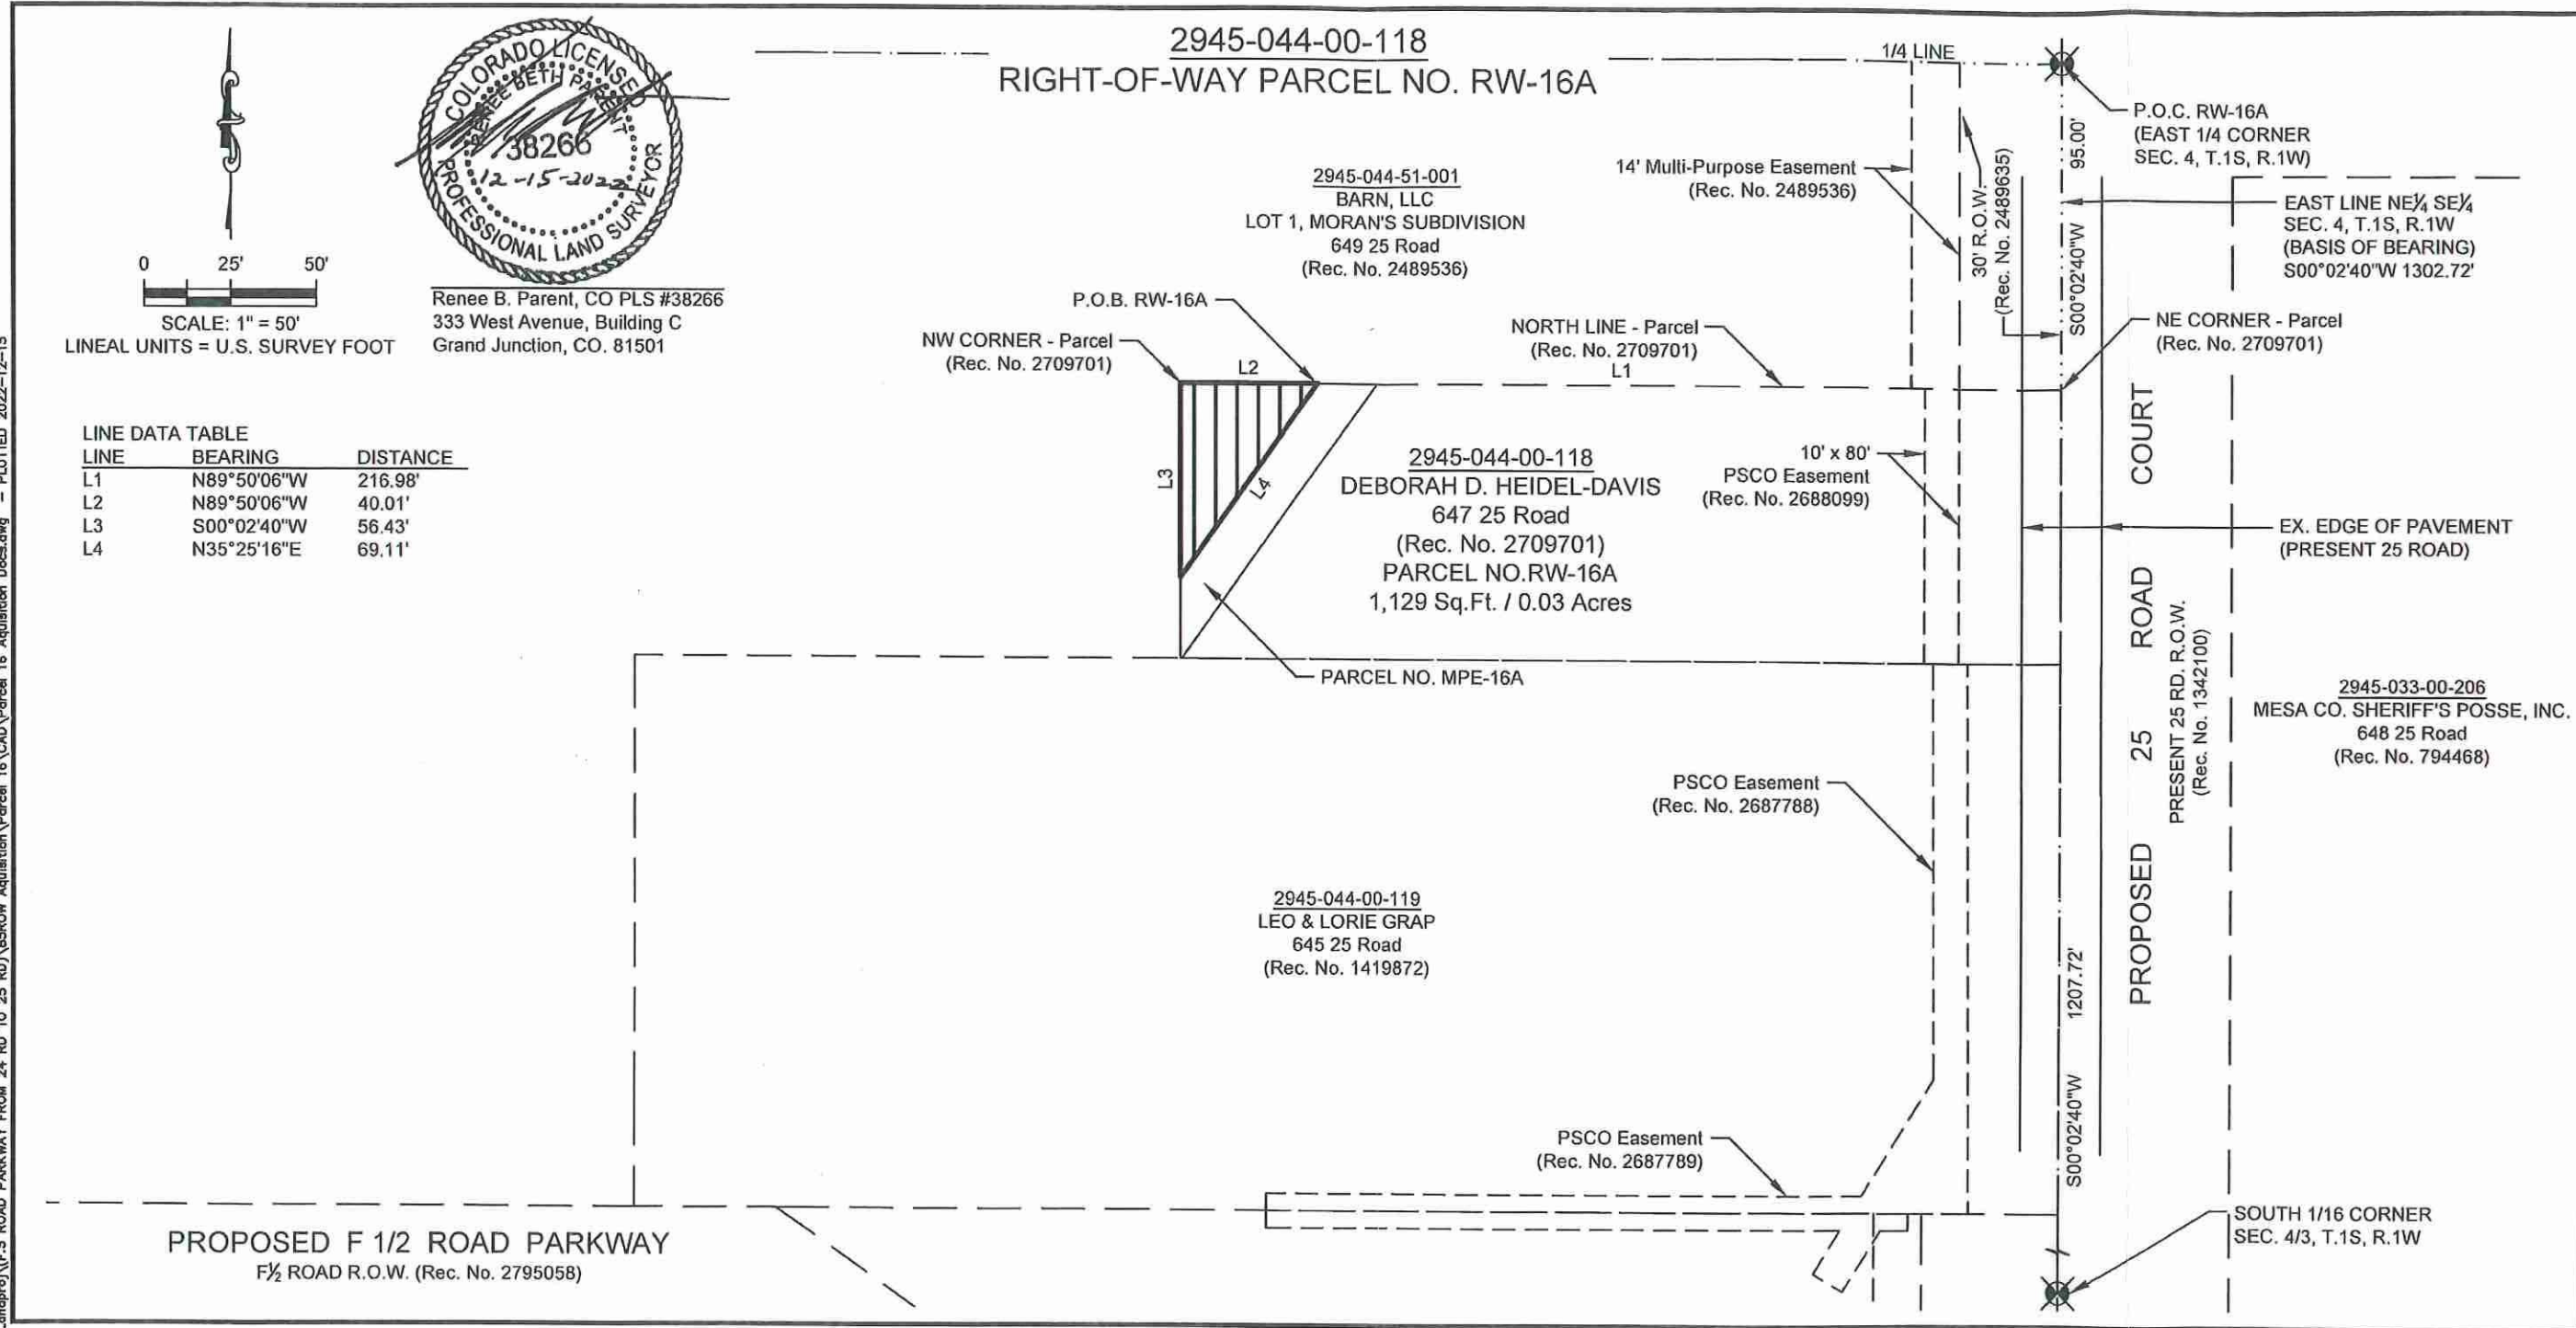 2945-044-00-118
RIGHT-OF-WAY PARCEL NO. RW-16A
COLORADO LICENSED
RENEE BETH PARENT
38266
12-15-2022
PROFESSIONAL LAND SURVEYOR
Renee B. Parent, CO PLS #38266
333 West Avenue, Building C
Grand Junction, CO. 81501
0 25' 50'
SCALE: 1" = 50'
LINEAL UNITS = U.S. SURVEY FOOT
LINE DATA TABLE
LINE BEARING DISTANCE
L1 N89°50'06"W 216.98'
L2 N89°50'06"W 40.01'
L3 S00°02'40"W 56.43'
L4 N35°25'16"E 69.11'
1/4 LINE
P.O.C. RW-16A
(EAST 1/4 CORNER
SEC. 4, T.1S, R.1W)
95.00'
S00°02'40"W
EAST LINE NE¼ SE¼
SEC. 4, T.1S, R.1W
(BASIS OF BEARING)
S00°02'40"W 1302.72'
14' Multi-Purpose Easement
(Rec. No. 2489536)
30' R.O.W.
(Rec. No. 2489635)
2945-044-51-001
BARN, LLC
LOT 1, MORAN'S SUBDIVISION
649 25 Road
(Rec. No. 2489536)
P.O.B. RW-16A
NW CORNER - Parcel
(Rec. No. 2709701)
NORTH LINE - Parcel
(Rec. No. 2709701)
L1
NE CORNER - Parcel
(Rec. No. 2709701)
L2
L3
L4
2945-044-00-118
DEBORAH D. HEIDEL-DAVIS
647 25 Road
(Rec. No. 2709701)
PARCEL NO.RW-16A
1,129 Sq.Ft. / 0.03 Acres
10' x 80'
PSCO Easement
(Rec. No. 2688099)
EX. EDGE OF PAVEMENT
(PRESENT 25 ROAD)
PARCEL NO. MPE-16A
PROPOSED 25 ROAD COURT
PRESENT 25 RD. R.O.W.
(Rec. No. 1342100)
2945-033-00-206
MESA CO. SHERIFF'S POSSE, INC.
648 25 Road
(Rec. No. 794468)
PSCO Easement
(Rec. No. 2687788)
2945-044-00-119
LEO & LORIE GRAP
645 25 Road
(Rec. No. 1419872)
1207.72'
S00°02'40"W
PSCO Easement
(Rec. No. 2687789)
SOUTH 1/16 CORNER
SEC. 4/3, T.1S, R.1W
PROPOSED F 1/2 ROAD PARKWAY
F½ ROAD R.O.W. (Rec. No. 2795058)
PLOTTED 2022-12-15